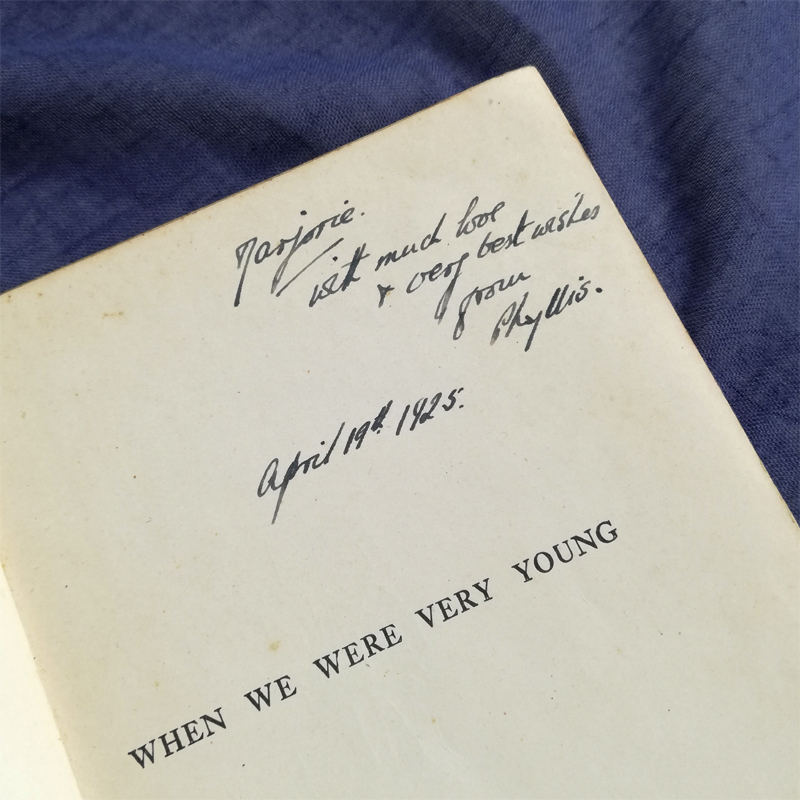 Marjorie.
with much love
& very best wishes
from
Phyllis.
April 19th 1925.
WHEN WE WERE VERY YOUNG